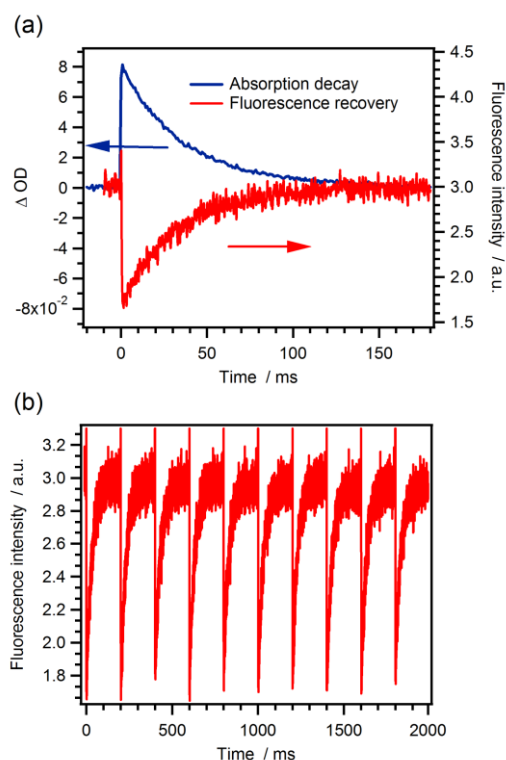 (a)
8
6
4
2
0
-2
-4
-6
-8x10⁻²
Δ OD
Absorption decay
Fluorescence recovery
4.5
4.0
3.5
3.0
2.5
2.0
1.5
Fluorescence intensity / a.u.
0 50 100 150
Time / ms
(b)
3.2
3.0
2.8
2.6
2.4
2.2
2.0
1.8
Fluorescence intensity / a.u.
0 500 1000 1500 2000
Time / ms